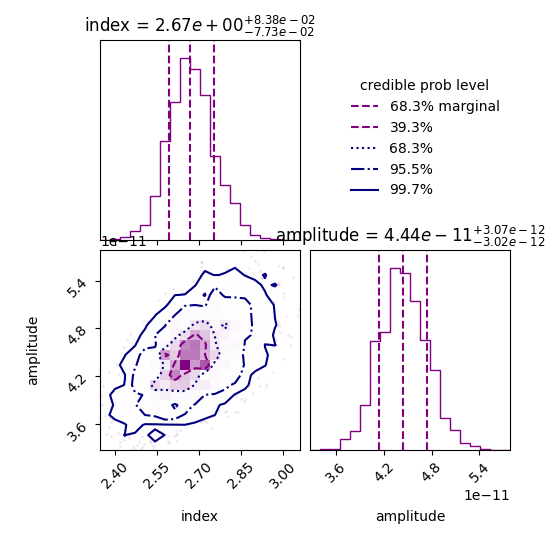 index = 2.67e+00+8.38e−02 −7.73e−02
credible prob level
68.3% marginal
39.3%
68.3%
95.5%
99.7%
1e−11
amplitude = 4.44e−11+3.07e−12 −3.02e−12
amplitude
5.4
4.8
4.2
3.6
2.40
2.55
2.70
2.85
3.00
index
3.6
4.2
4.8
5.4
1e−11
amplitude